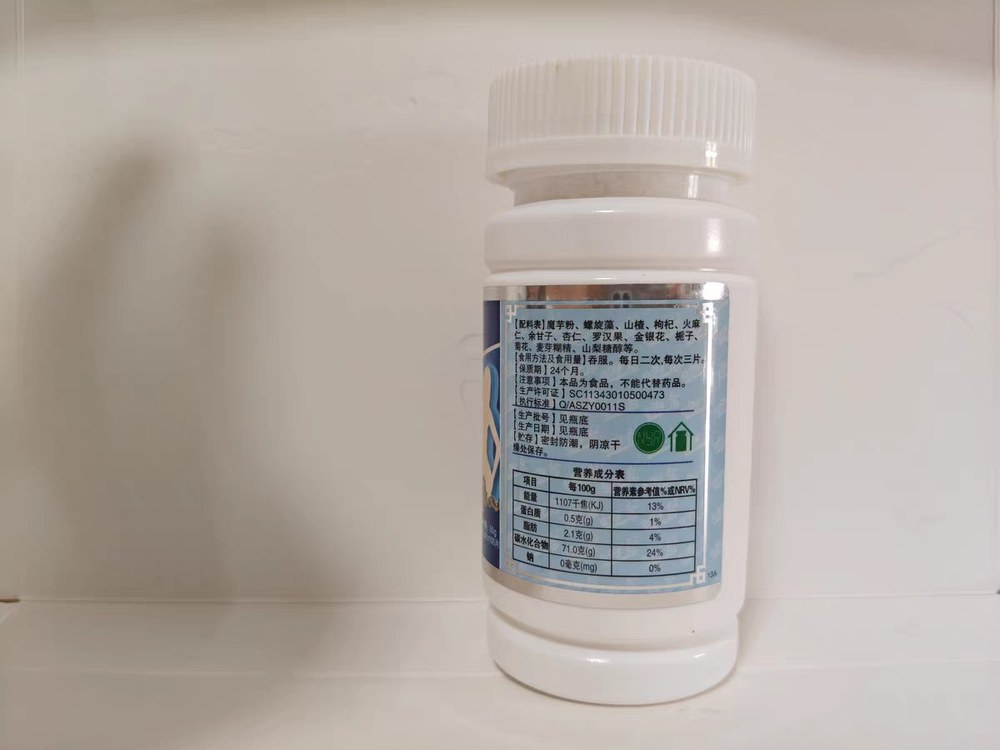 【配料表】魔芋粉、螺旋藻、山楂、枸杞、火麻
仁、余甘子、杏仁、罗汉果、金银花、栀子、
菊花、麦芽糊精、山梨糖醇等。
【食用方法及食用量】吞服。每日二次,每次三片。
【保质期】24个月。
【注意事项】本品为食品，不能代替药品。
【生产许可证】SC11343010500473
【执行标准】Q/ASZY0011S
【生产批号】见瓶底
【生产日期】见瓶底
【贮存】密封防潮，阴凉干
燥处保存。
营养成分表
项目 每100g 营养素参考值%或NRV%
能量 1107千焦(KJ) 13%
蛋白质 0.5克(g) 1%
脂肪 2.1克(g) 4%
碳水化合物 71.0克(g) 24%
钠 0毫克(mg) 0%